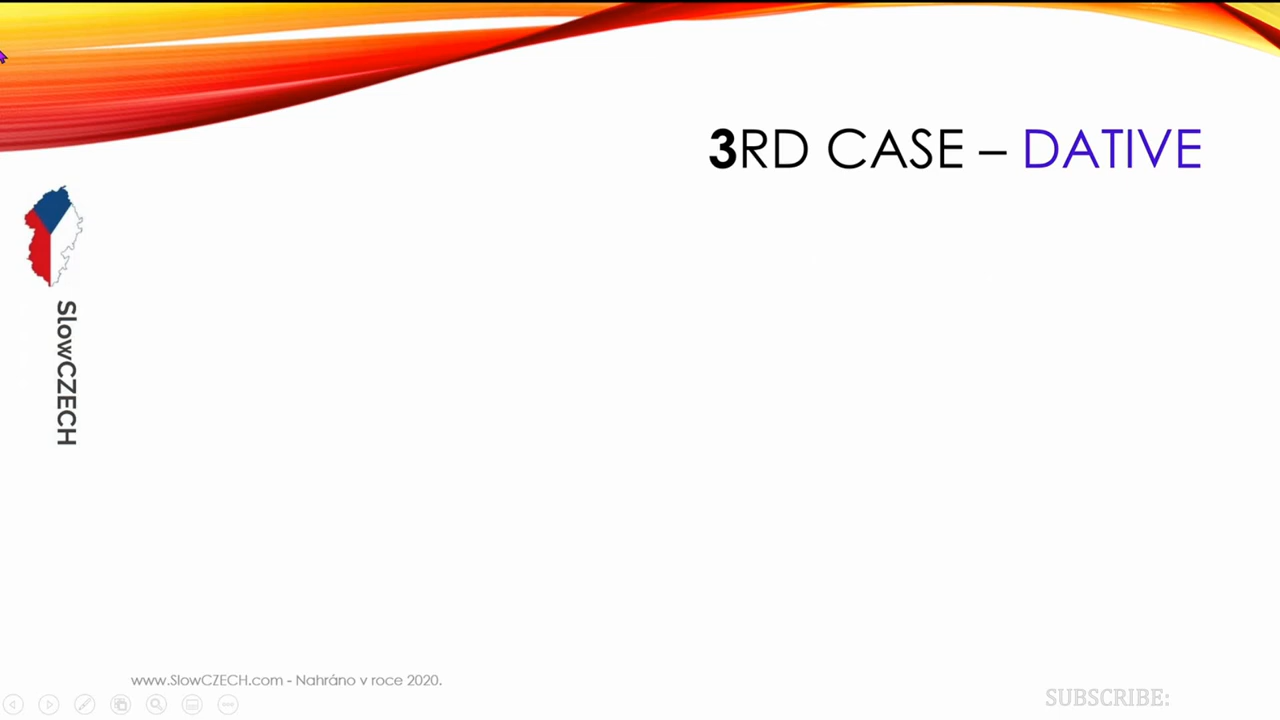 3RD CASE – DATIVE
SlowCZECH
www.SlowCZECH.com - Nahráno v roce 2020.
SUBSCRIBE: